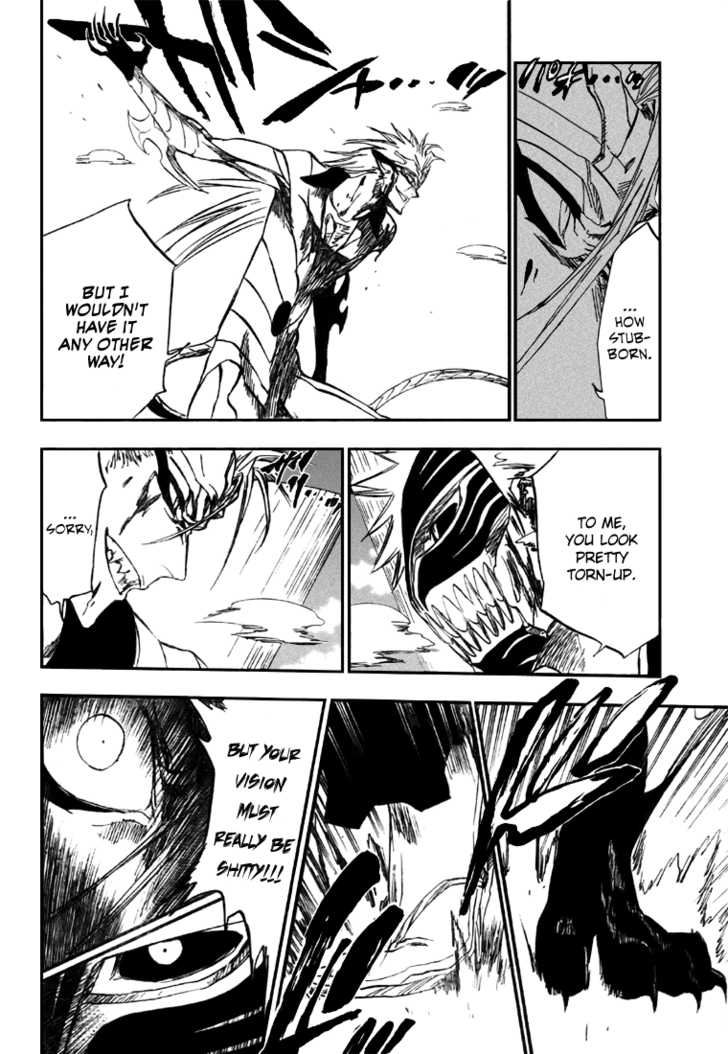 ...
HOW
STUB-
BORN.
BUT I
WOULDN'T
HAVE IT
ANY OTHER
WAY!
TO ME,
YOU LOOK
PRETTY
TORN-UP.
...
SORRY,
BUT YOUR
VISION
MUST
REALLY BE
SHITTY!!!